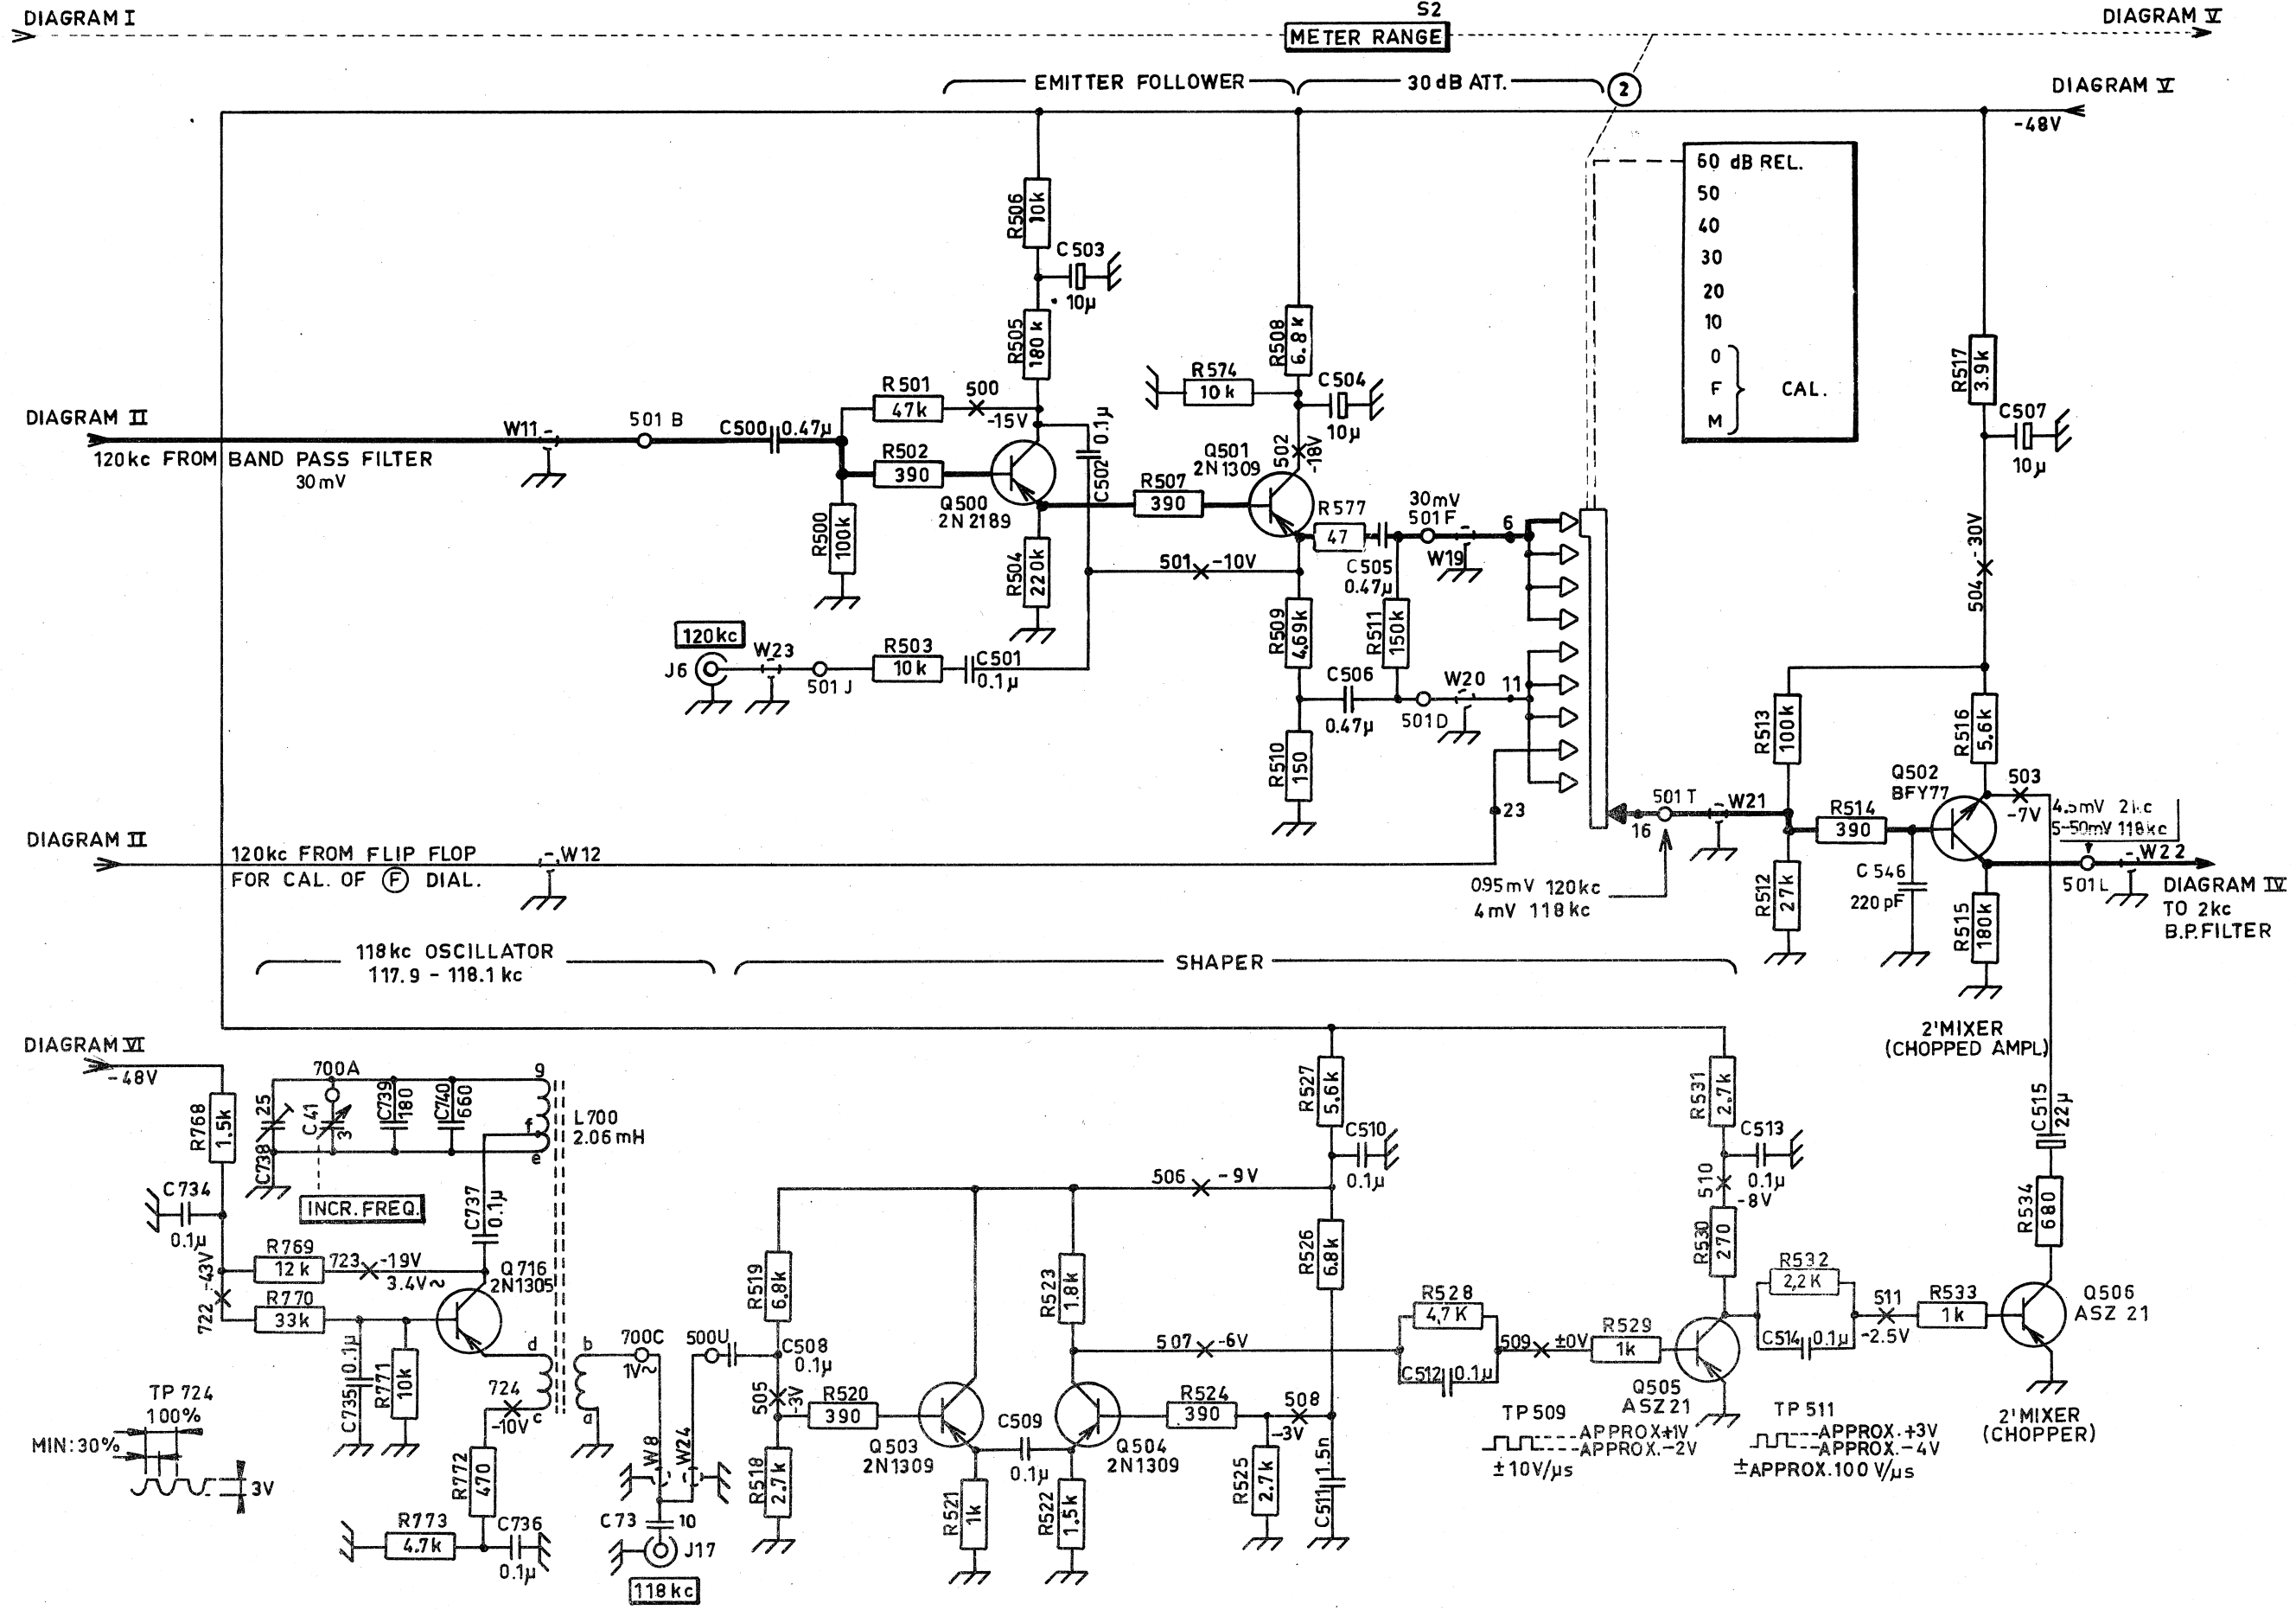 DIAGRAM I
S2
METER RANGE
DIAGRAM V
EMITTER FOLLOWER
30 dB ATT.
2
DIAGRAM V
-48V
60 dB REL.
50
40
30
20
10
0
F
M
CAL.
R506
10k
C503
10µ
R505
180k
R508
6.8k
R574
10k
C504
10µ
R517
3.9k
C507
10µ
DIAGRAM II
120kc FROM BAND PASS FILTER
30mV
W11
501 B
C500
0.47µ
R501
47k
500
-15V
R502
390
Q500
2N2189
C502
0.1µ
R500
100k
R504
220k
R507
390
Q501
2N1309
502
-18V
R577
47
30mV
501F
W19
6
C505
0.47µ
501
-10V
R509
4.69k
R511
150k
504
-30V
120kc
J6
W23
501J
R503
10k
C501
0.1µ
C506
0.47µ
W20
501D
11
R510
150
23
R513
100k
R516
5.6k
Q502
BFY77
503
-7V
501T
16
W21
R514
390
4.5mV 2kc
5-50mV 118kc
W22
501L
DIAGRAM IV
TO 2kc
B.P.FILTER
DIAGRAM II
120kc FROM FLIP FLOP
FOR CAL. OF F DIAL.
W12
095mV 120kc
4mV 118kc
R512
27k
C 546
220pF
R515
180k
118kc OSCILLATOR
117.9 - 118.1 kc
SHAPER
2'MIXER
(CHOPPED AMPL)
DIAGRAM VI
-48V
R768
1.5k
700A
C738
25
C41
3
C739
180
C740
660
g
f
e
L700
2.06 mH
INCR. FREQ.
C734
0.1µ
C737
0.1µ
R769
12k
723
-19V
3.4V~
Q716
2N1305
722
-43V
R770
33k
C735
0.1µ
R771
10k
d
c
b
a
724
-10V
R772
470
R773
4.7k
C736
0.1µ
TP 724
100%
MIN:30%
3V
700C
1V~
500U
C508
0.1µ
W8
W24
C73
10
J17
118kc
R519
6.8k
505
-3V
R520
390
R518
2.7k
Q503
2N1309
C509
0.1µ
R521
1k
R522
1.5k
R523
1.8k
506
-9V
507
-6V
Q504
2N1309
R524
390
508
-3V
R525
2.7k
C511
1.5n
R527
5.6k
C510
0.1µ
R526
6.8k
R528
4,7 K
C512
0.1µ
509
±0V
R529
1k
Q505
ASZ21
R531
2.7k
C513
0.1µ
510
-8V
R530
270
R532
2,2K
C514
0.1µ
511
-2.5V
R533
1k
Q506
ASZ 21
C515
22µ
R534
680
TP509
APPROX+1V
APPROX.-2V
±10V/µs
TP 511
APPROX.+3V
APPROX.-4V
±APPROX.100 V/µs
2'MIXER
(CHOPPER)